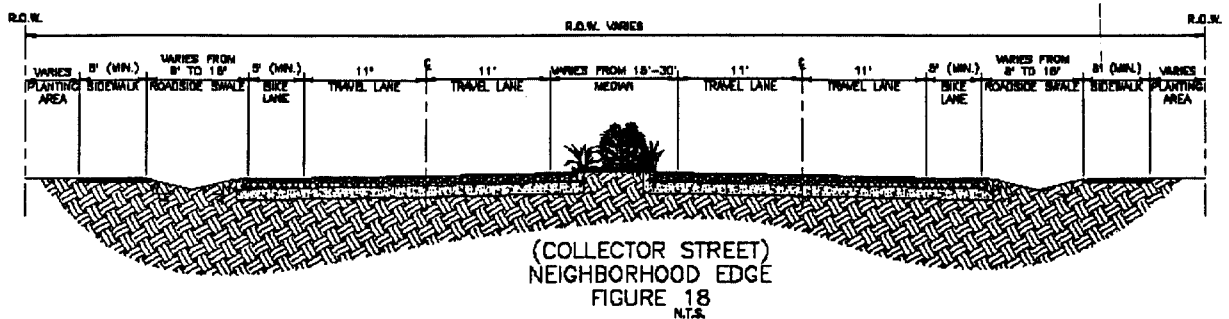 R.O.W. R.O.W.
R.O.W. VARIES
VARIES 5' (MIN.) VARIES FROM 8' TO 18' 5' (MIN.) 11' 11' VARIES FROM 18'-30' 11' 11' 5' (MIN.) VARIES FROM 8' TO 18' (MIN.) VARIES
PLANTING AREA SIDEWALK ROADSIDE SWALE BIKE LANE TRAVEL LANE TRAVEL LANE MEDIAN TRAVEL LANE TRAVEL LANE BIKE LANE ROADSIDE SWALE SIDEWALK PLANTING AREA
(COLLECTOR STREET)
NEIGHBORHOOD EDGE
FIGURE 18
N.T.S.